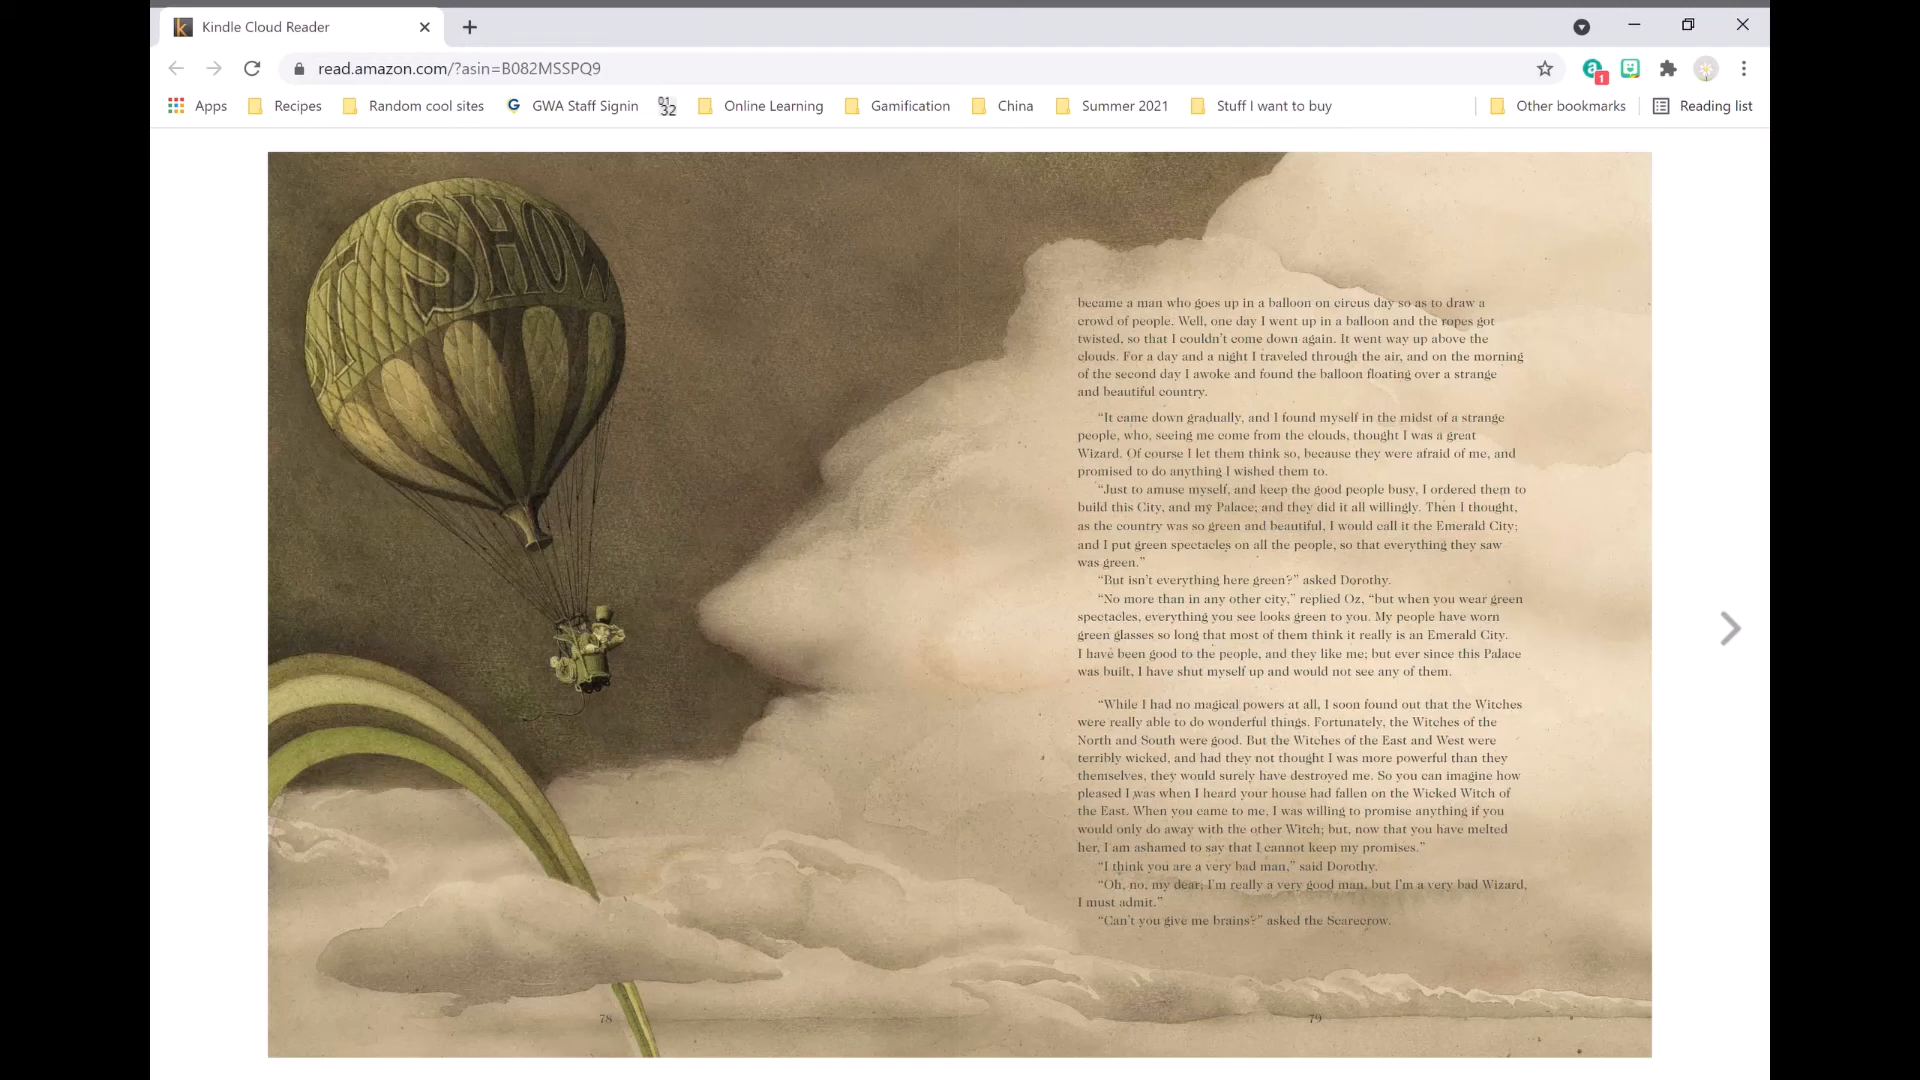 Kindle Cloud Reader
read.amazon.com/?asin=B082MSSPQ9
1
Apps
Recipes
Random cool sites
G GWA Staff Signin
01
32
Online Learning
Gamification
China
Summer 2021
Stuff I want to buy
Other bookmarks
Reading list
SHOW
became a man who goes up in a balloon on circus day so as to draw a
crowd of people. Well, one day I went up in a balloon and the ropes got
twisted, so that I couldn't come down again. It went way up above the
clouds. For a day and a night I traveled through the air, and on the morning
of the second day I awoke and found the balloon floating over a strange
and beautiful country.
“It came down gradually, and I found myself in the midst of a strange
people, who, seeing me come from the clouds, thought I was a great
Wizard. Of course I let them think so, because they were afraid of me, and
promised to do anything I wished them to.
“Just to amuse myself, and keep the good people busy, I ordered them to
build this City, and my Palace; and they did it all willingly. Then I thought,
as the country was so green and beautiful, I would call it the Emerald City;
and I put green spectacles on all the people, so that everything they saw
was green.”
“But isn't everything here green?” asked Dorothy.
“No more than in any other city,” replied Oz, “but when you wear green
spectacles, everything you see looks green to you. My people have worn
green glasses so long that most of them think it really is an Emerald City.
I have been good to the people, and they like me; but ever since this Palace
was built, I have shut myself up and would not see any of them.
“While I had no magical powers at all, I soon found out that the Witches
were really able to do wonderful things. Fortunately, the Witches of the
North and South were good. But the Witches of the East and West were
terribly wicked, and had they not thought I was more powerful than they
themselves, they would surely have destroyed me. So you can imagine how
pleased I was when I heard your house had fallen on the Wicked Witch of
the East. When you came to me, I was willing to promise anything if you
would only do away with the other Witch; but, now that you have melted
her, I am ashamed to say that I cannot keep my promises.”
“I think you are a very bad man,” said Dorothy.
“Oh, no, my dear; I'm really a very good man, but I'm a very bad Wizard,
I must admit.”
“Can't you give me brains?” asked the Scarecrow.
78
79